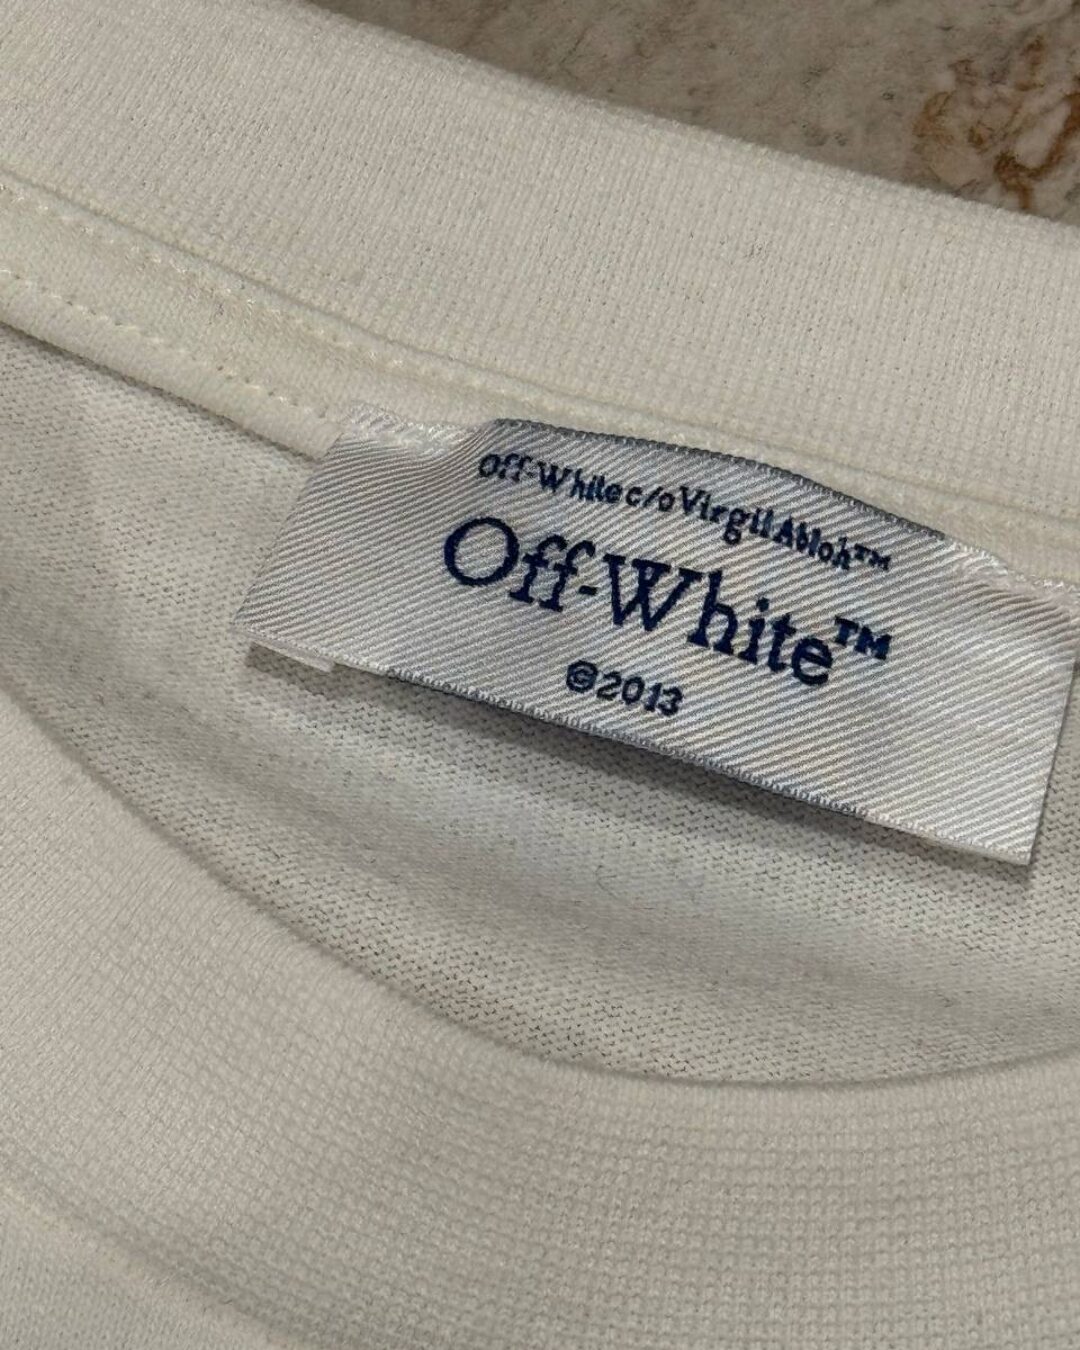 Off-White c/o Virgil Abloh™
Off-White™
©2013